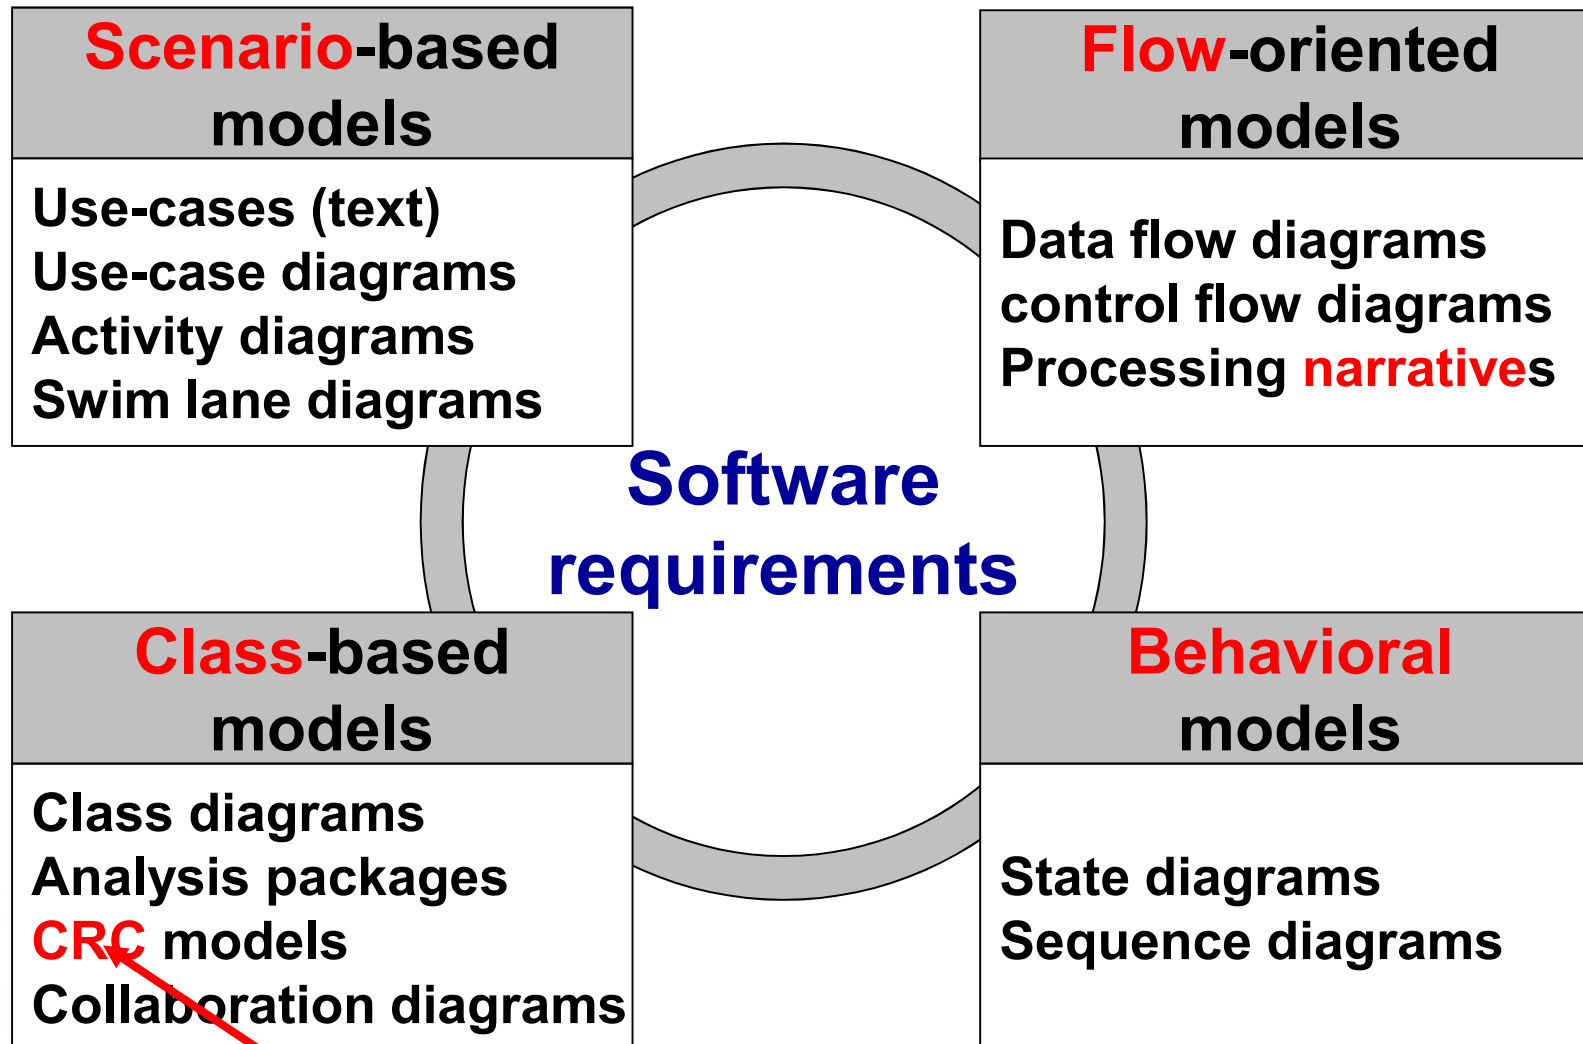 Scenario-based
models
Use-cases (text)
Use-case diagrams
Activity diagrams
Swim lane diagrams
Flow-oriented
models
Data flow diagrams
control flow diagrams
Processing narratives
Software
requirements
Class-based
models
Class diagrams
Analysis packages
CRC models
Collaboration diagrams
Behavioral
models
State diagrams
Sequence diagrams